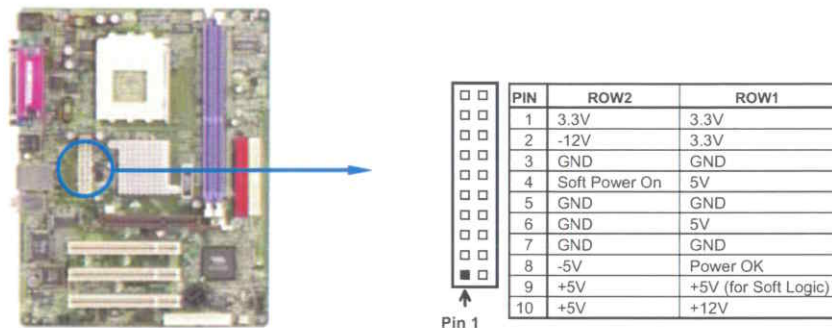 PIN ROW2 ROW1
1 3.3V 3.3V
2 -12V 3.3V
3 GND GND
4 Soft Power On 5V
5 GND GND
6 GND 5V
7 GND GND
8 -5V Power OK
9 +5V +5V (for Soft Logic)
10 +5V +12V
Pin 1